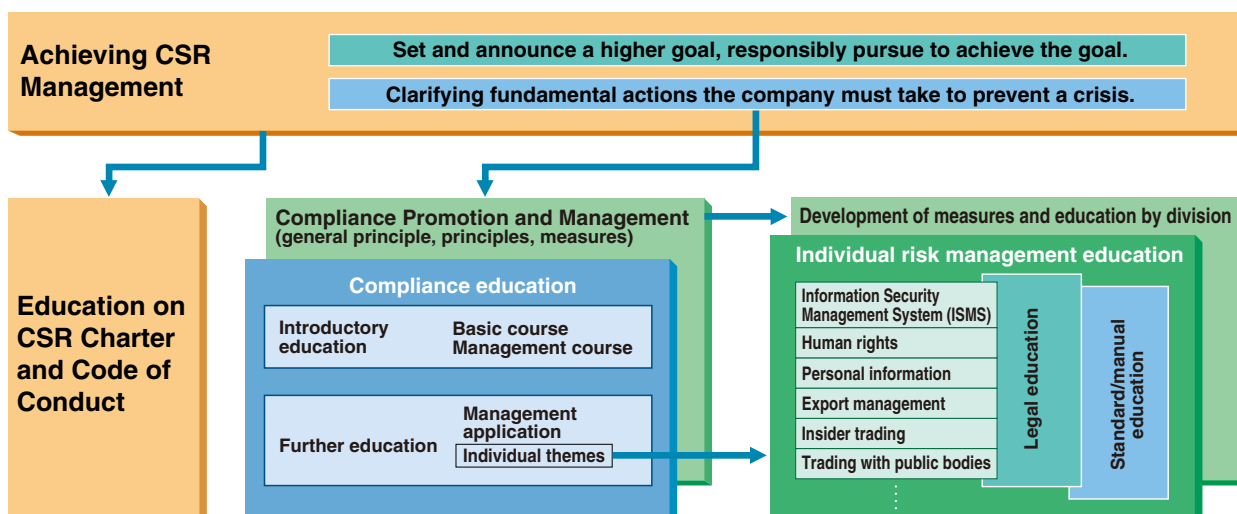 Achieving CSR
Management
Set and announce a higher goal, responsibly pursue to achieve the goal.
Clarifying fundamental actions the company must take to prevent a crisis.
Education on
CSR Charter
and Code of
Conduct
Compliance Promotion and Management
(general principle, principles, measures)
Compliance education
Introductory
education
Basic course
Management course
Further education
Management
application
Individual themes
Development of measures and education by division
Individual risk management education
Information Security
Management System (ISMS)
Human rights
Personal information
Export management
Insider trading
Trading with public bodies
Legal education
Standard/manual
education